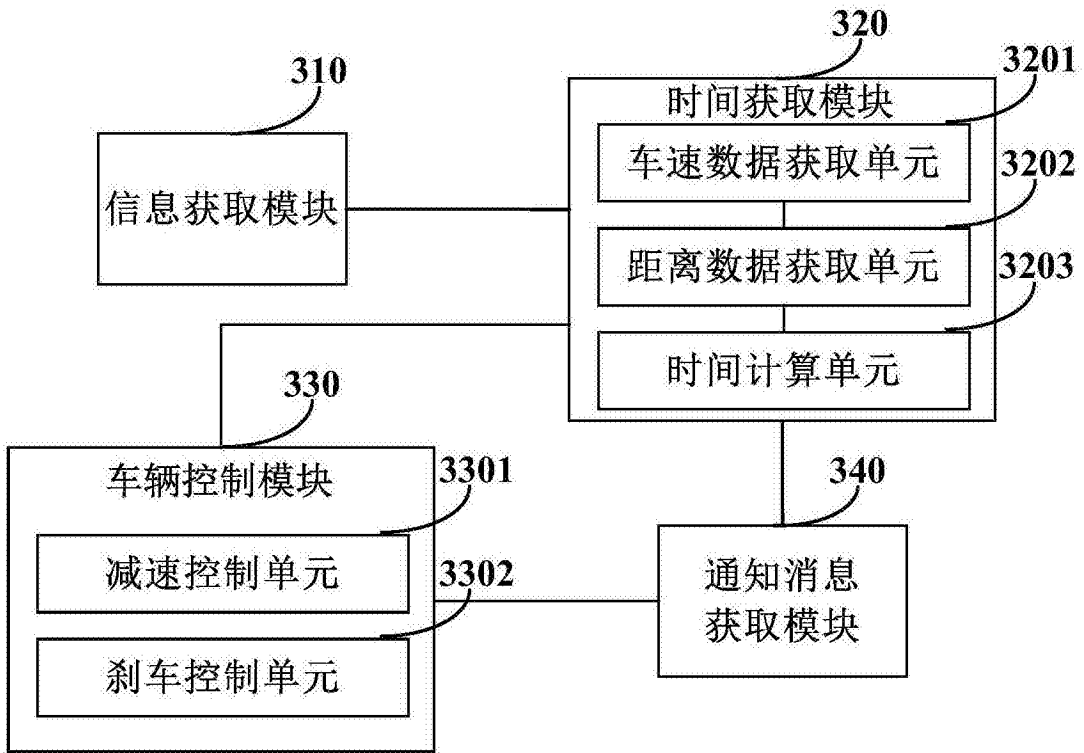 320
3201
310
时间获取模块
车速数据获取单元
3202
信息获取模块
距离数据获取单元
3203
时间计算单元
330
车辆控制模块
3301
340
减速控制单元
3302
通知消息
获取模块
刹车控制单元